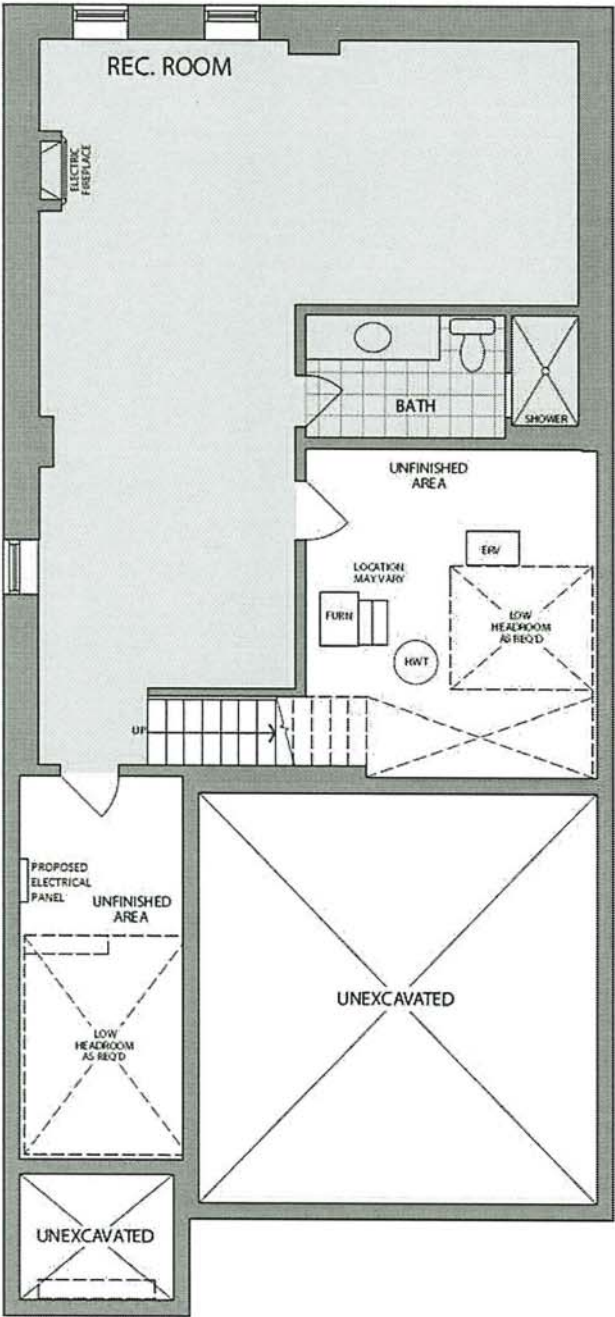 REC. ROOM
ELECTRIC
FIREPLACE
BATH
SHOWER
UNFINISHED
AREA
ERV
LOCATION
MAY VARY
FURN
LOW
HEADROOM
AS REQ'D
HWT
UP
PROPOSED
ELECTRICAL
PANEL
UNFINISHED
AREA
LOW
HEADROOM
AS REQ'D
UNEXCAVATED
UNEXCAVATED